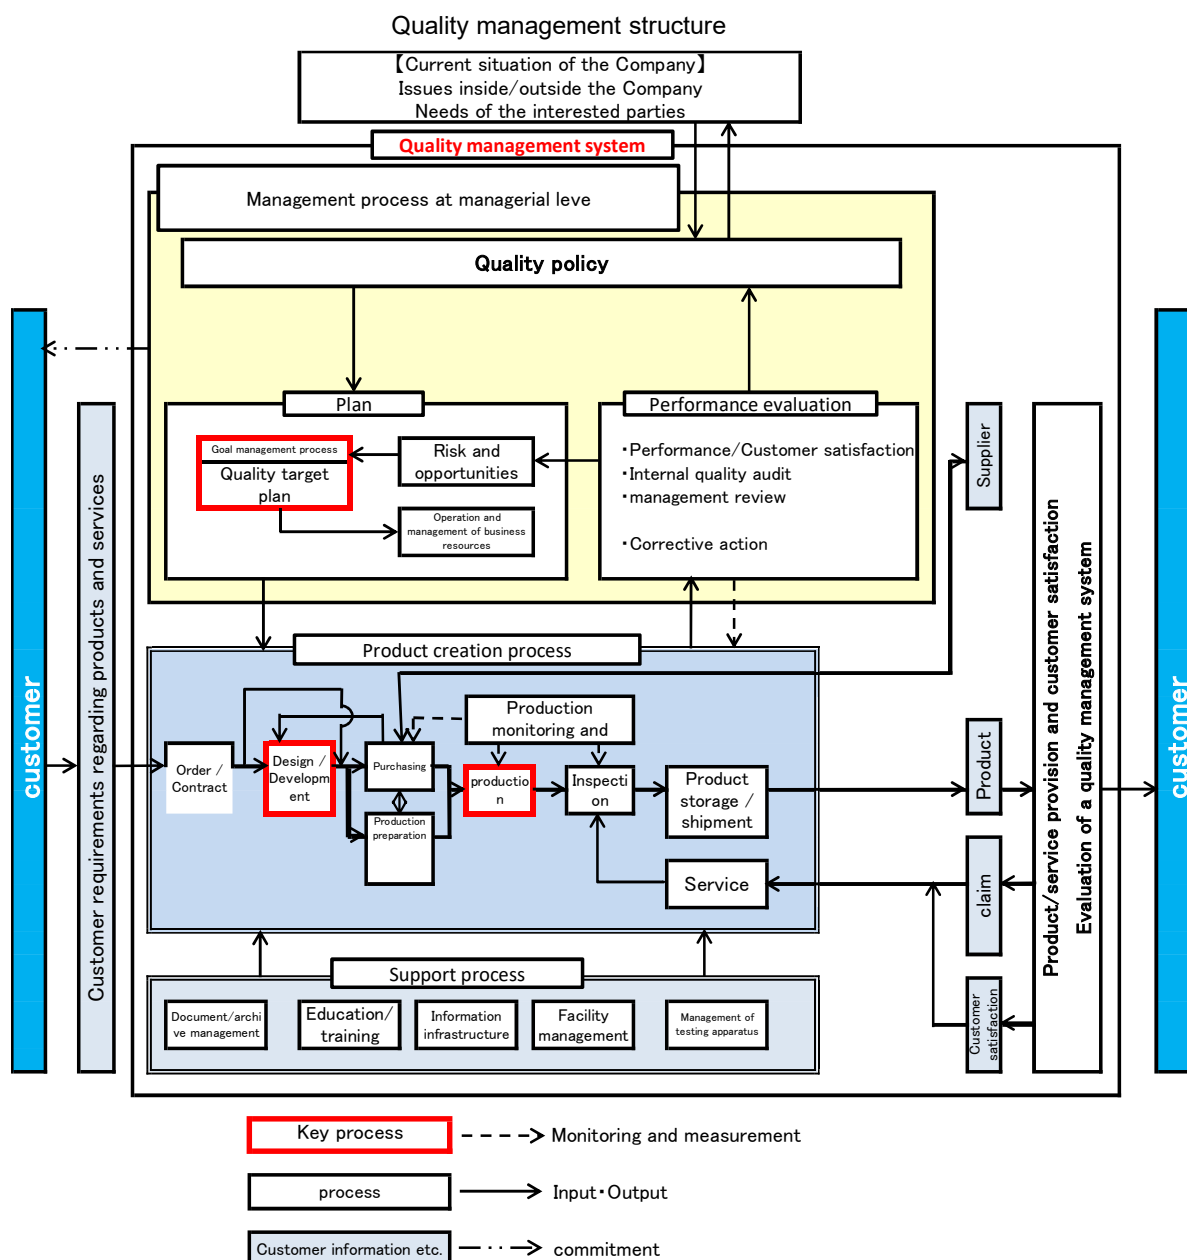 Quality management structure
【Current situation of the Company】
Issues inside/outside the Company
Needs of the interested parties
Quality management system
Management process at managerial leve
Quality policy
Plan
Goal management process
Quality target
plan
Risk and
opportunities
Operation and
management of business
resources
Performance evaluation
・Performance/Customer satisfaction
・Internal quality audit
・management review
・Corrective action
customer
Customer requirements regarding products and services
Product creation process
Order /
Contract
Design /
Developm
ent
Purchasing
Production
preparation
Production
monitoring and
productio
n
Inspecti
on
Product
storage /
shipment
Service
Supplier
Product
claim
Customer
satisfaction
Product/service provision and customer satisfaction
Evaluation of a quality management system
customer
Support process
Document/archi
ve management
Education/
training
Information
infrastructure
Facility
management
Management of
testing apparatus
Key process
Monitoring and measurement
process
Input・Output
Customer information etc.
commitment